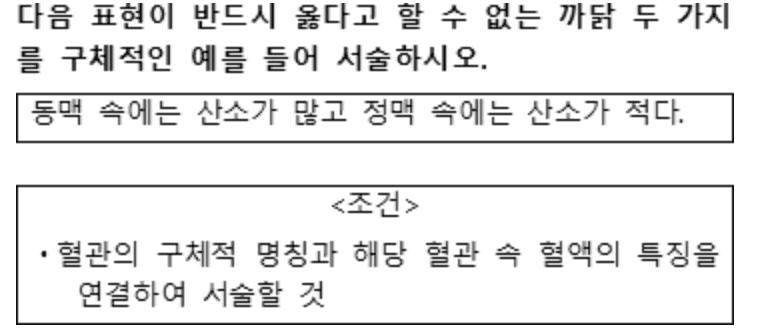 다음 표현이 반드시 옳다고 할 수 없는 까닭 두 가지
를 구체적인 예를 들어 서술하시오.
동맥 속에는 산소가 많고 정맥 속에는 산소가 적다.
<조건>
・혈관의 구체적 명칭과 해당 혈관 속 혈액의 특징을
연결하여 서술할 것